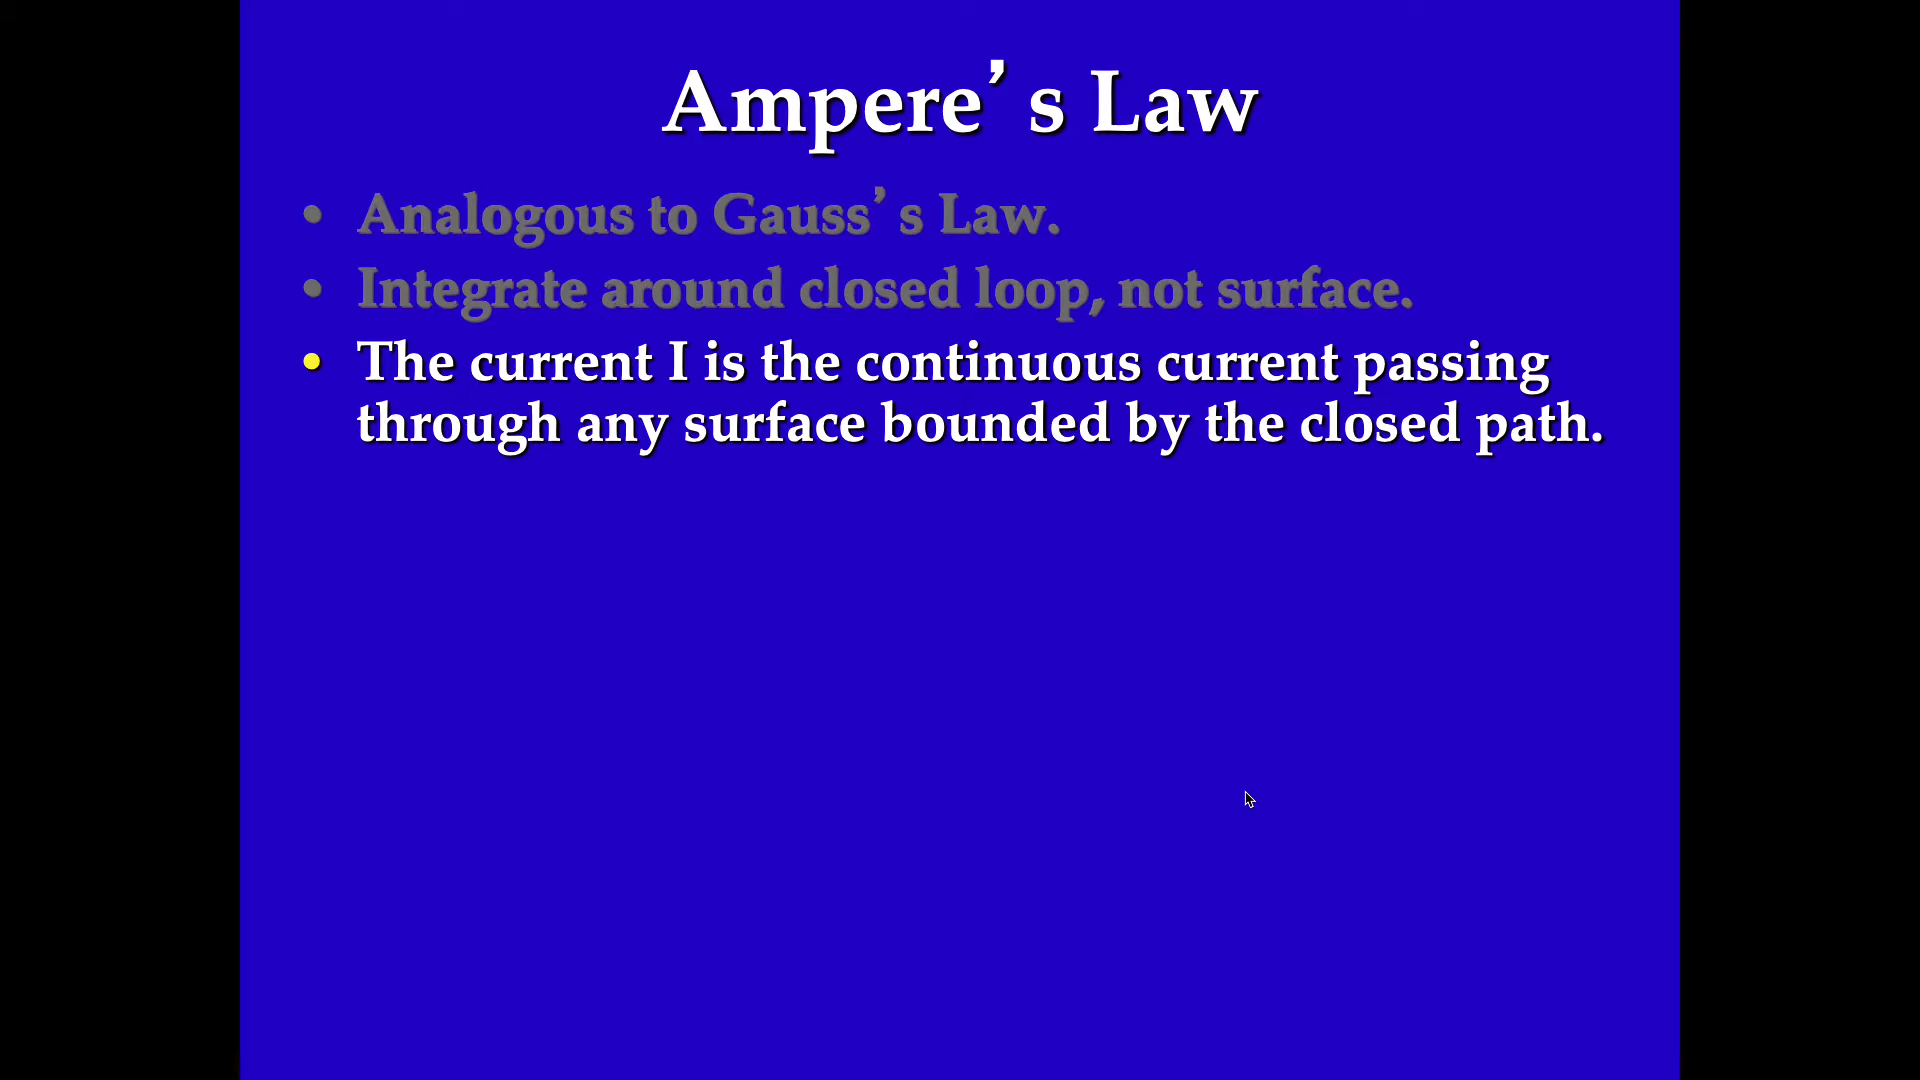 Ampere’s Law
• Analogous to Gauss’s Law.
• Integrate around closed loop, not surface.
• The current I is the continuous current passing
through any surface bounded by the closed path.